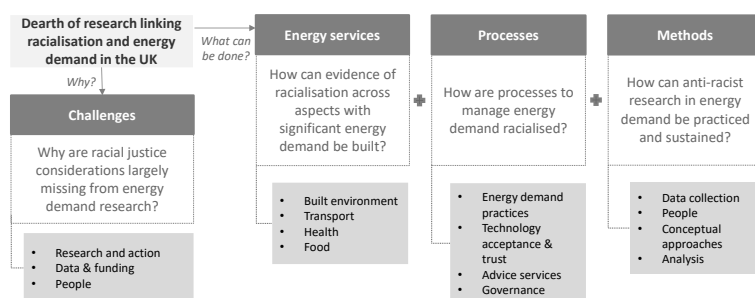 Dearth of research linking
racialisation and energy
demand in the UK
What can
be done?
Why?
Challenges
Why are racial justice
considerations largely
missing from energy
demand research?
• Research and action
• Data & funding
• People
Energy services
How can evidence of
racialisation across
aspects with
significant energy
demand be built?
• Built environment
• Transport
• Health
• Food
Processes
How are processes to
manage energy
demand racialised?
• Energy demand
practices
• Technology
acceptance &
trust
• Advice services
• Governance
Methods
How can anti-racist
research in energy
demand be practiced
and sustained?
• Data collection
• People
• Conceptual
approaches
• Analysis